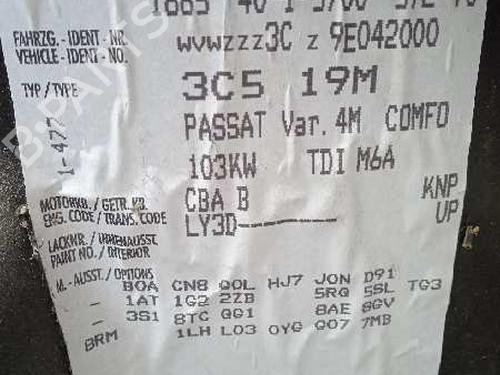 FAHRZG.-IDENT-NR. WVWZZZ3C Z 9E042000
VEHICLE-IDENT-NO.
TYP/TYPE 3C5 19M
PASSAT Var. 4M COMFO
1-477
103KW TDI M6A
MOTORKB./GETR.KB. CBA B KNP
ENG. CODE/TRANS. CODE LY3D------- UP
LACKNR./INNENAUSST.
PAINT NO./INTERIOR
M.-AUSST./OPTIONS
BOA CN8 QOL HJ7 JON D91
- 1AT 1G2 2ZB 5RQ 5SL TG3
- 3S1 8TC QG1 8AE 8GV
BRM 1LH LO3 OYG Q07 7MB
B-PARTS